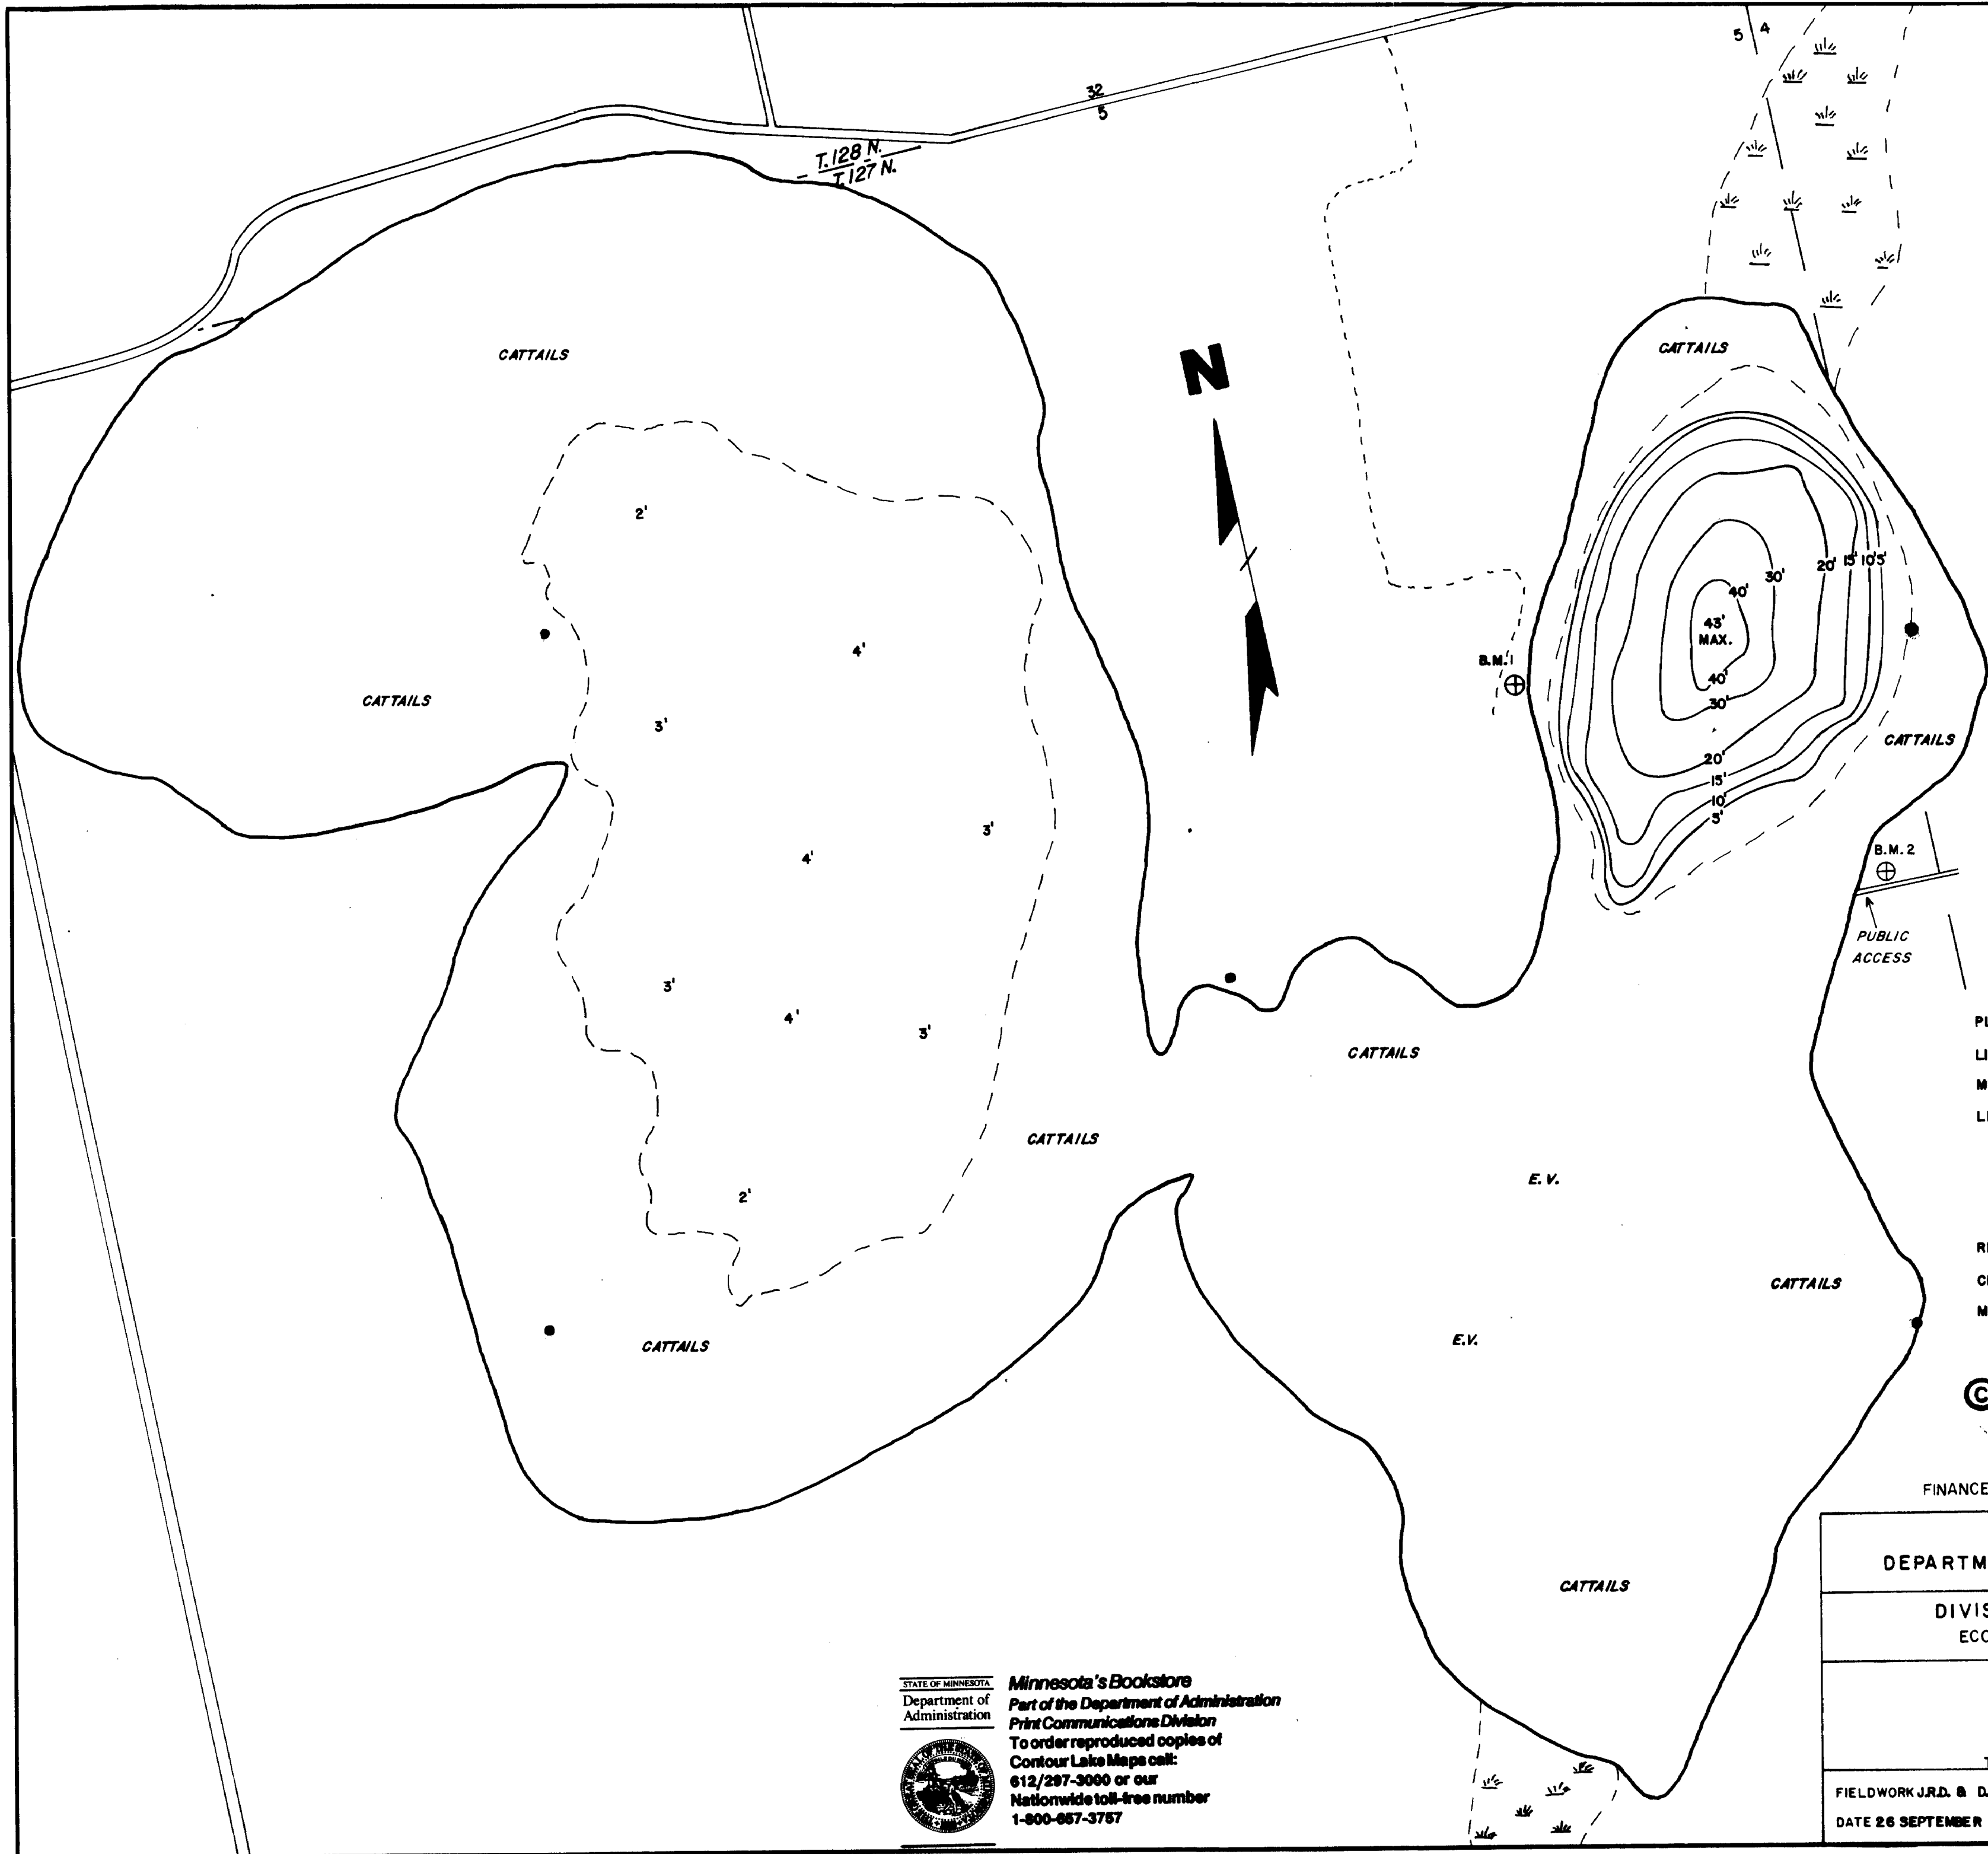 5 4
32
5
T. 128 N.
T. 127 N.
CATTAILS
CATTAILS
N
2'
4'
3'
3'
4'
3'
4'
3'
2'
CATTAILS
20' 15' 10' 5'
30'
40'
43'
MAX.
40'
30'
20'
15'
10'
5'
B.M. 1
CATTAILS
B.M. 2
PUBLIC
ACCESS
CATTAILS
CATTAILS
E.V.
CATTAILS
E.V.
CATTAILS
CATTAILS
PL
LI
M
M
C
FINANCE
DEPARTM
DIVIS
FIELDWORK J.R.D. &
DATE 26 SEPTEMBER
STATE OF MINNESOTA
Department of
Administration
Minnesota's Bookstore
Part of the Department of Administration
Print Communications Division
To order reproduced copies of
Contour Lake Maps call:
612/297-3000 or our
Nationwide toll-free number
1-800-657-3757